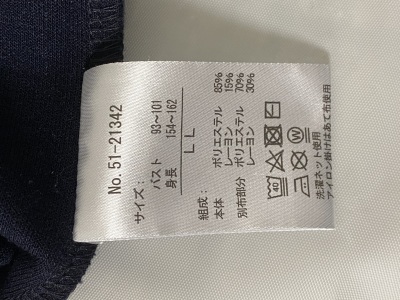 No. 51-21342
サイズ:
バスト 93~101
身長 154~162
LL
組成:
本体 ポリエステル 85%
レーヨン 15%
別布部分 ポリエステル 70%
レーヨン 30%
40
W
洗濯ネット使用
アイロン掛けはあて布使用